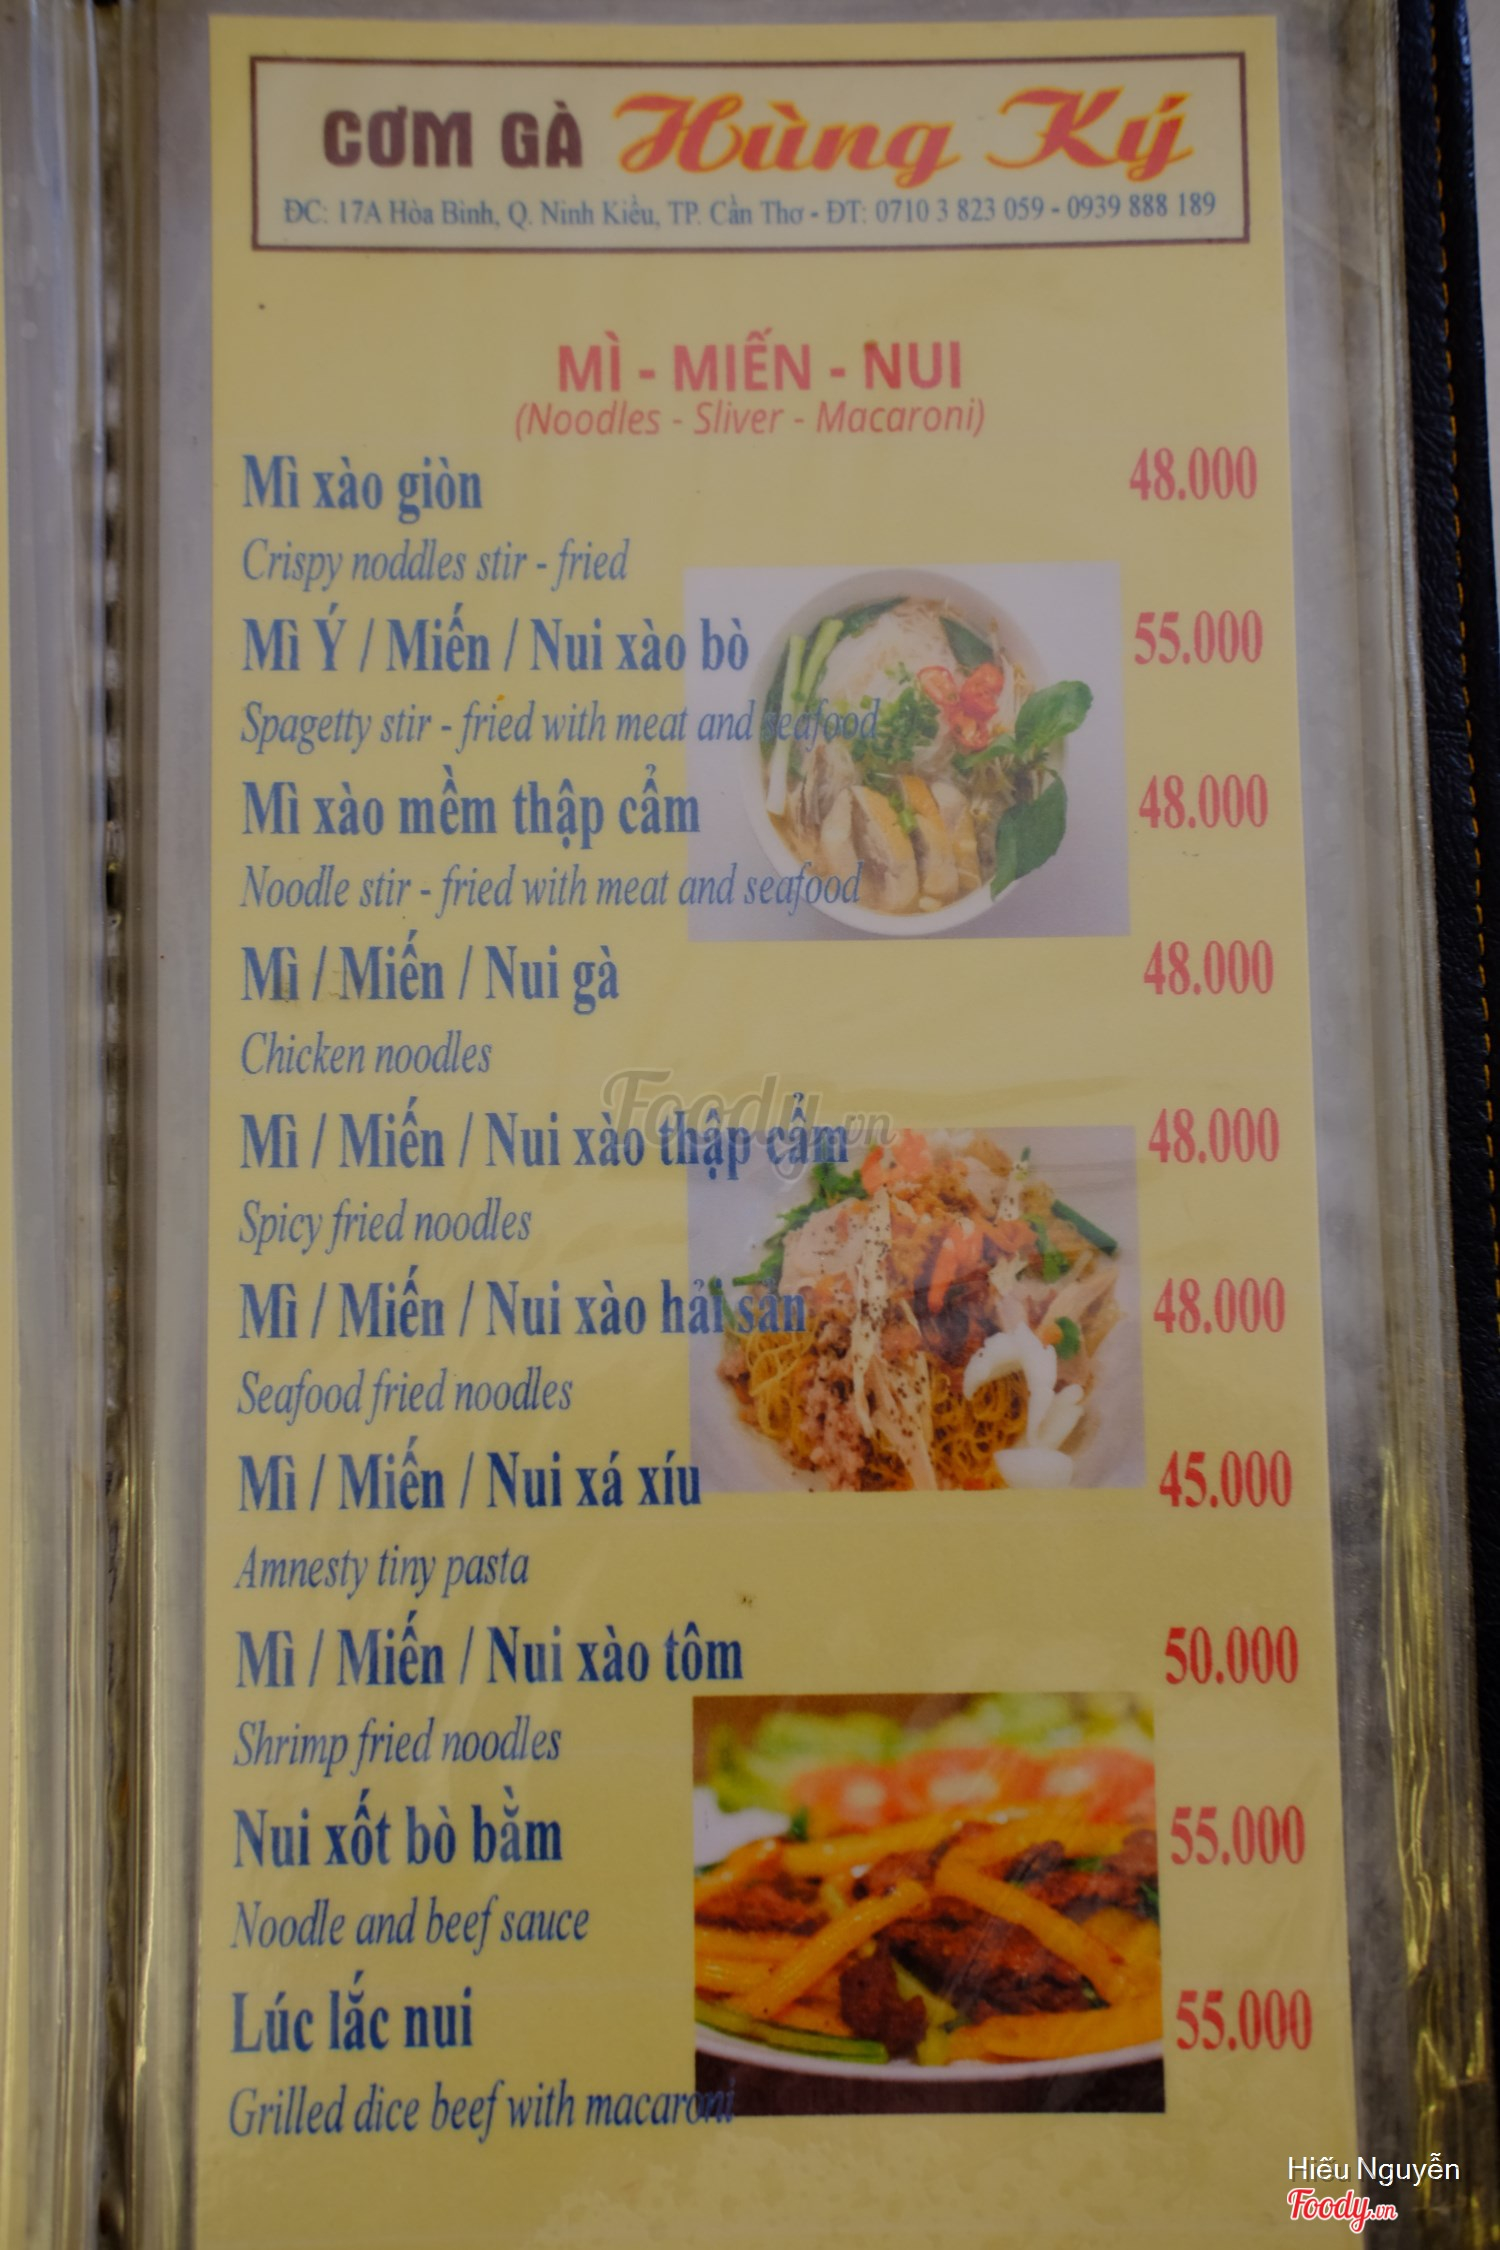 CƠM GÀ Hùng Ký
ĐC: 17A Hòa Bình, Q. Ninh Kiều, TP. Cần Thơ - ĐT: 0710 3 823 059 - 0939 888 189
MÌ - MIẾN - NUI
(Noodles - Sliver - Macaroni)
Mì xào giòn 48.000
Crispy noddles stir - fried
Mì Ý / Miến / Nui xào bò 55.000
Spagetty stir - fried with meat and seafood
Mì xào mềm thập cẩm 48.000
Noodle stir - fried with meat and seafood
Mì / Miến / Nui gà 48.000
Chicken noodles
Foody.vn
Mì / Miến / Nui xào thập cẩm 48.000
Spicy fried noodles
Mì / Miến / Nui xào hải sản 48.000
Seafood fried noodles
Mì / Miến / Nui xá xíu 45.000
Amnesty tiny pasta
Mì / Miến / Nui xào tôm 50.000
Shrimp fried noodles
Nui xốt bò bằm 55.000
Noodle and beef sauce
Lúc lắc nui 55.000
Grilled dice beef with macaroni
Hiếu Nguyễn
Foody.vn